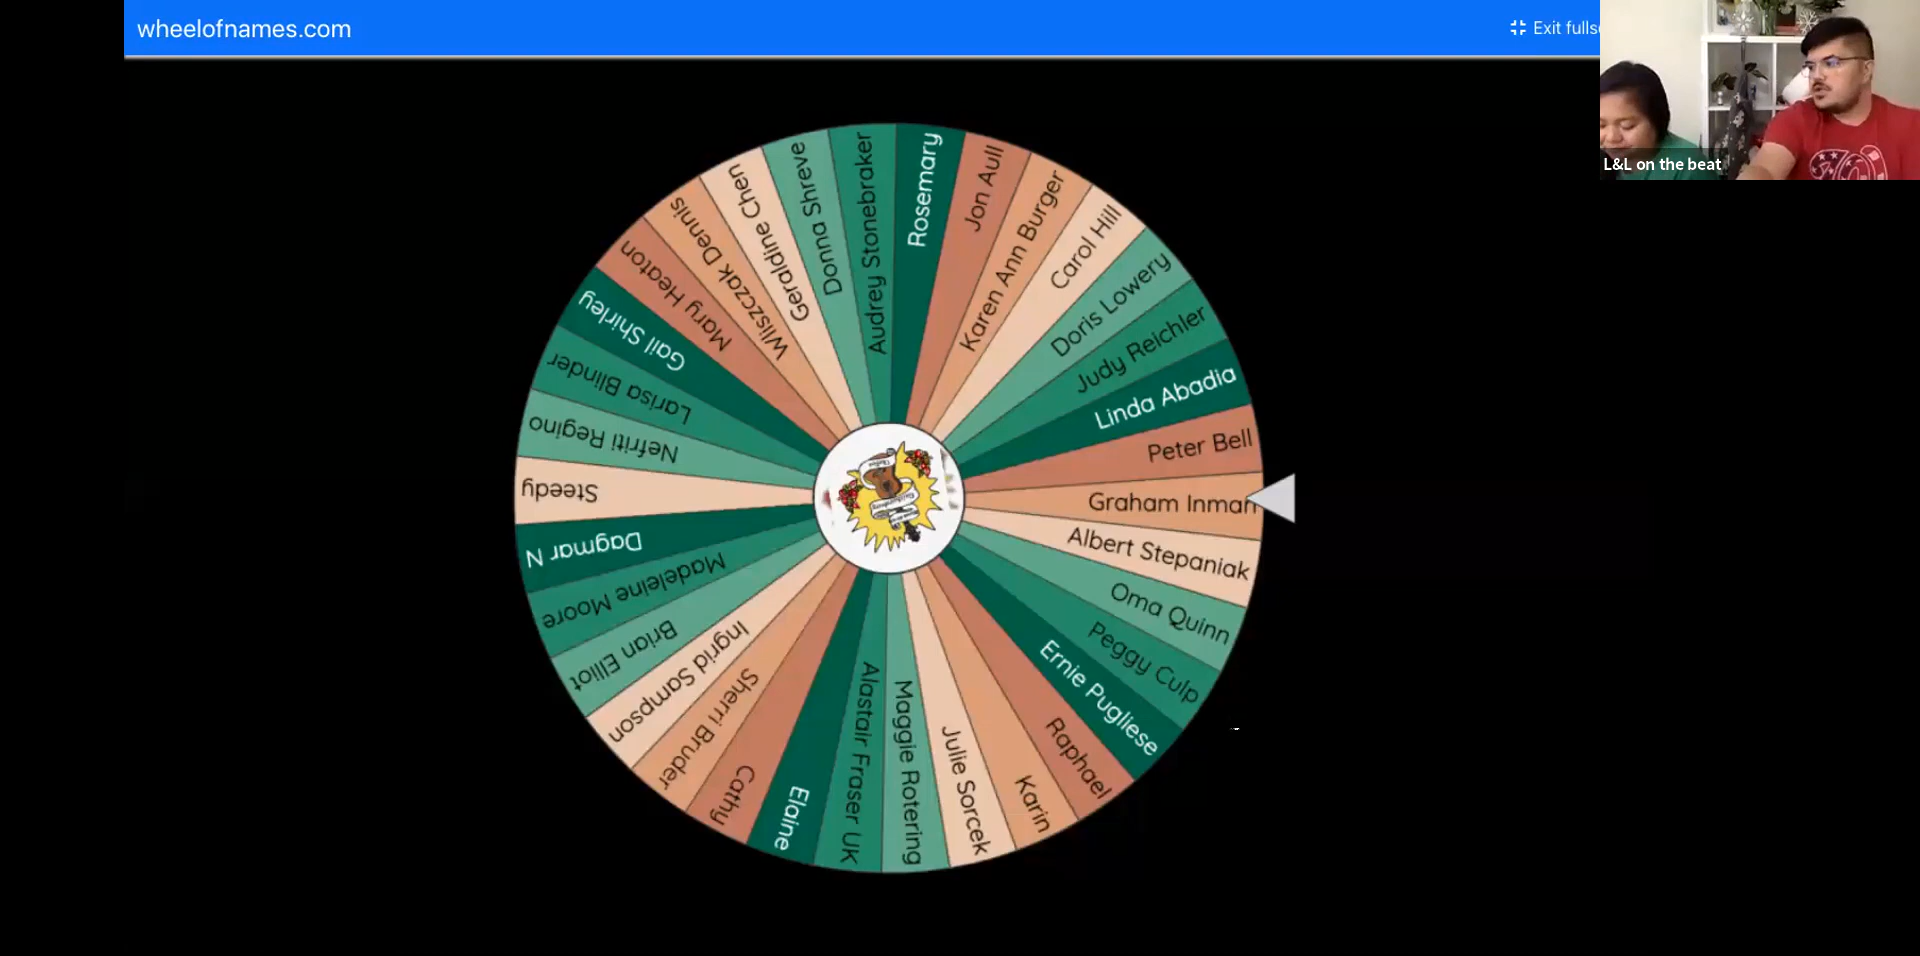 wheelofnames.com
Exit fulls
L&L on the beat
Rosemary
Jon Aull
Karen Ann Burger
Carol Hill
Doris Lowery
Judy Reichler
Linda Abadia
Peter Bell
Graham Inman
Albert Stepaniak
Oma Quinn
Peggy Culp
Ernie Pugliese
Raphael
Karin
Julie Sorcek
Maggie Rotering
Alastair Fraser UK
Elaine
Cathy
Sherri Bruder
Ingrid Sampson
Brian Elliot
Madeleine Moore
Dagmar N
Steedy
Nefriti Regino
Larisa Blinder
Gail Shirley
Mary Heaton
Wliszczak Dennis
Geraldine Chen
Donna Shreve
Audrey Stonebraker